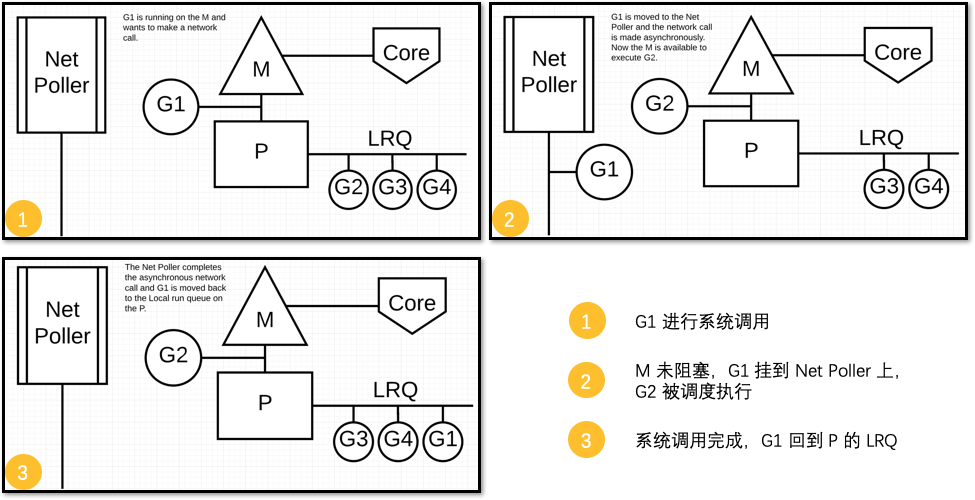 G1 is running on the M and
wants to make a network
call.
Net
Poller
M
Core
G1
P
LRQ
G2
G3
G4
1
G1 is moved to the Net
Poller and the network call
is made asynchronously.
Now the M is available to
execute G2.
Net
Poller
M
Core
G2
G1
P
LRQ
G3
G4
2
The Net Poller completes
the asynchronous network
call and G1 is moved back
to the Local run queue on
the P.
Net
Poller
M
Core
G2
P
LRQ
G3
G4
G1
3
1
G1 进行系统调用
2
M 未阻塞，G1 挂到 Net Poller 上，
G2 被调度执行
3
系统调用完成，G1 回到 P 的 LRQ